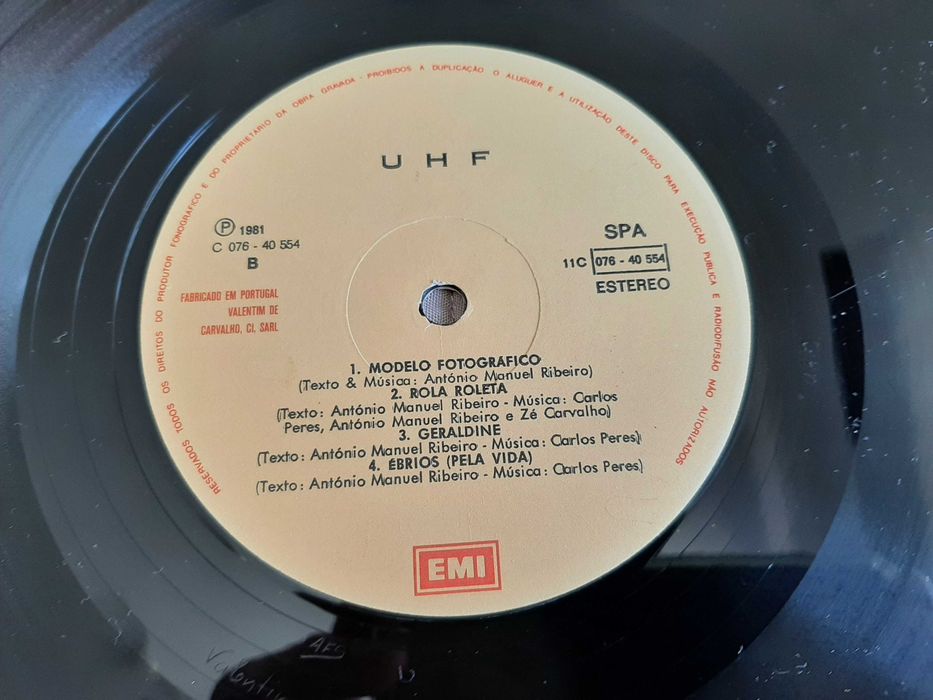 RESERVADOS TODOS OS DIREITOS DO PRODUTOR FONOGRÁFICO E DO PROPRIETÁRIO DA OBRA GRAVADA - PROIBIDOS A DUPLICAÇÃO O ALUGUER E A UTILIZAÇÃO DESTE DISCO PARA EXECUÇÃO PÚBLICA E RADIODIFUSÃO NÃO AUTORIZADOS
UHF
Ⓟ 1981
C 076 - 40 554
B
FABRICADO EM PORTUGAL
VALENTIM DE
CARVALHO, CI, SARL
SPA
11C 076 - 40 554
ESTEREO
1. MODELO FOTOGRAFICO
(Texto & Música: António Manuel Ribeiro)
2. ROLA ROLETA
(Texto: António Manuel Ribeiro - Música: Carlos
Peres, António Manuel Ribeiro e Zé Carvalho)
3. GERALDINE
(Texto: António Manuel Ribeiro - Música: Carlos Peres)
4. ÉBRIOS (PELA VIDA)
(Texto: António Manuel Ribeiro - Música: Carlos Peres)
EMI